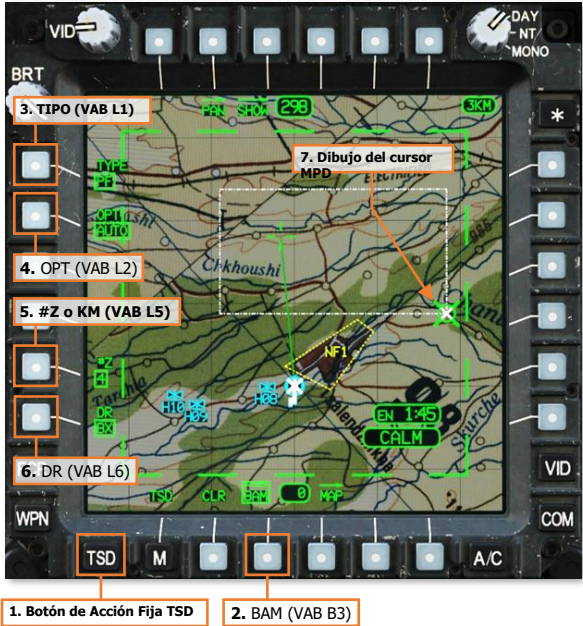 VID
DAY
NT
MONO
BRT
3. TIPO (VAB L1)
PAN SHOW 298
3KM
*
7. Dibujo del cursor
MPD
TYPE
PF
OPT
AUTO
Chkhoushi
4. OPT (VAB L2)
5. #Z o KM (VAB L5)
NF1
#Z
4
H10
H09
H08
EN 1:45
CALM
DR
BX
6. DR (VAB L6)
TSD CLR BAM 0 MAP
VID
WPN
COM
TSD
M
A/C
1. Botón de Acción Fija TSD
2. BAM (VAB B3)